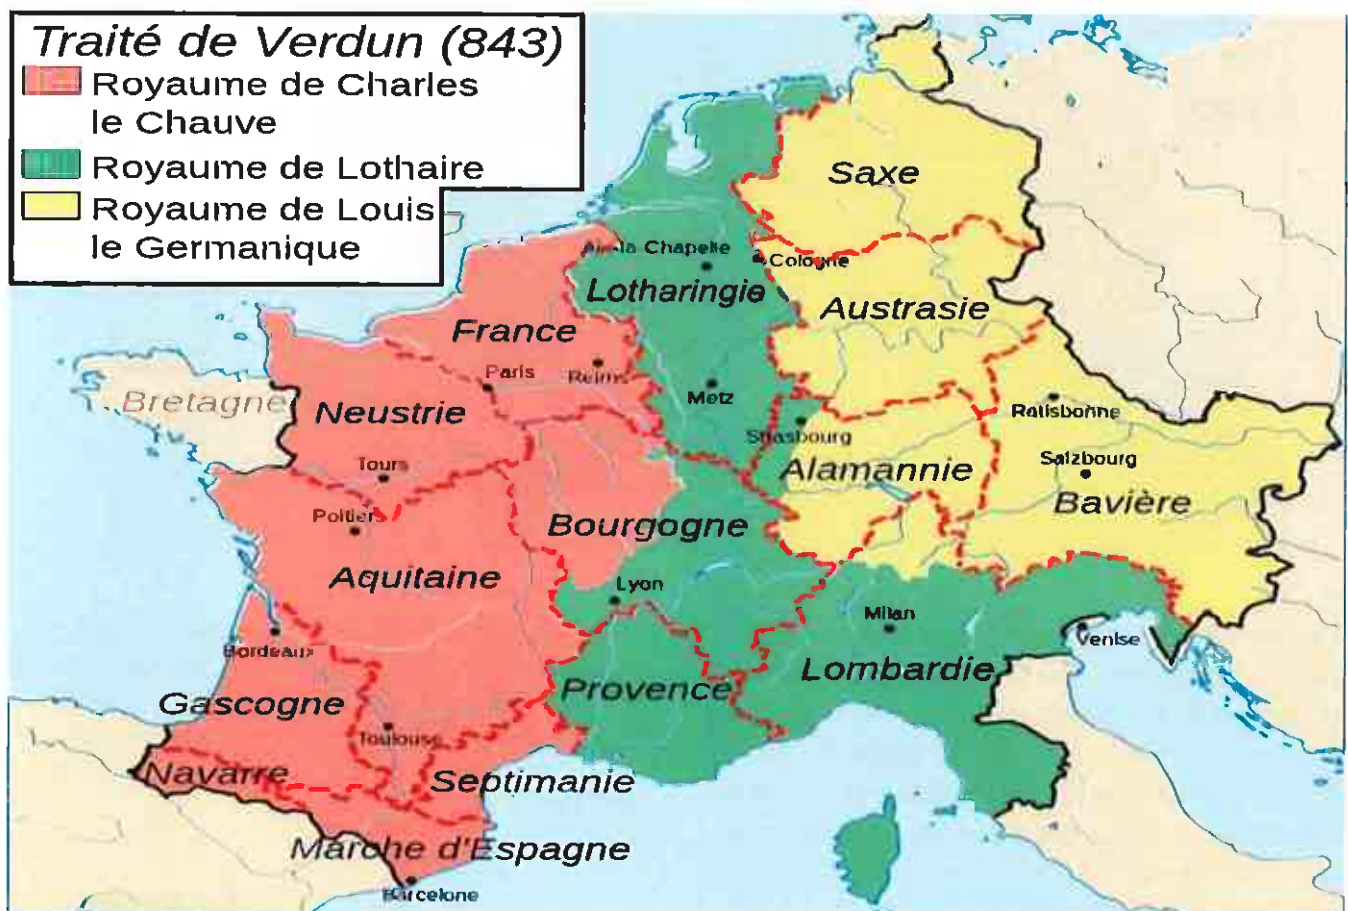 Traité de Verdun (843)
Royaume de Charles
le Chauve
Royaume de Lothaire
Royaume de Louis
le Germanique
Saxe
Aix-la-Chapelle
Cologne
Lotharingie
Austrasie
France
Paris
Reims
Metz
Bretagne
Neustrie
Ratisbonne
Strasbourg
Tours
Alamannie
Salzbourg
Bavière
Poitiers
Bourgogne
Aquitaine
Lyon
Milan
Venise
Bordeaux
Lombardie
Provence
Gascogne
Toulouse
Navarre
Septimanie
Marche d'Espagne
Barcelone